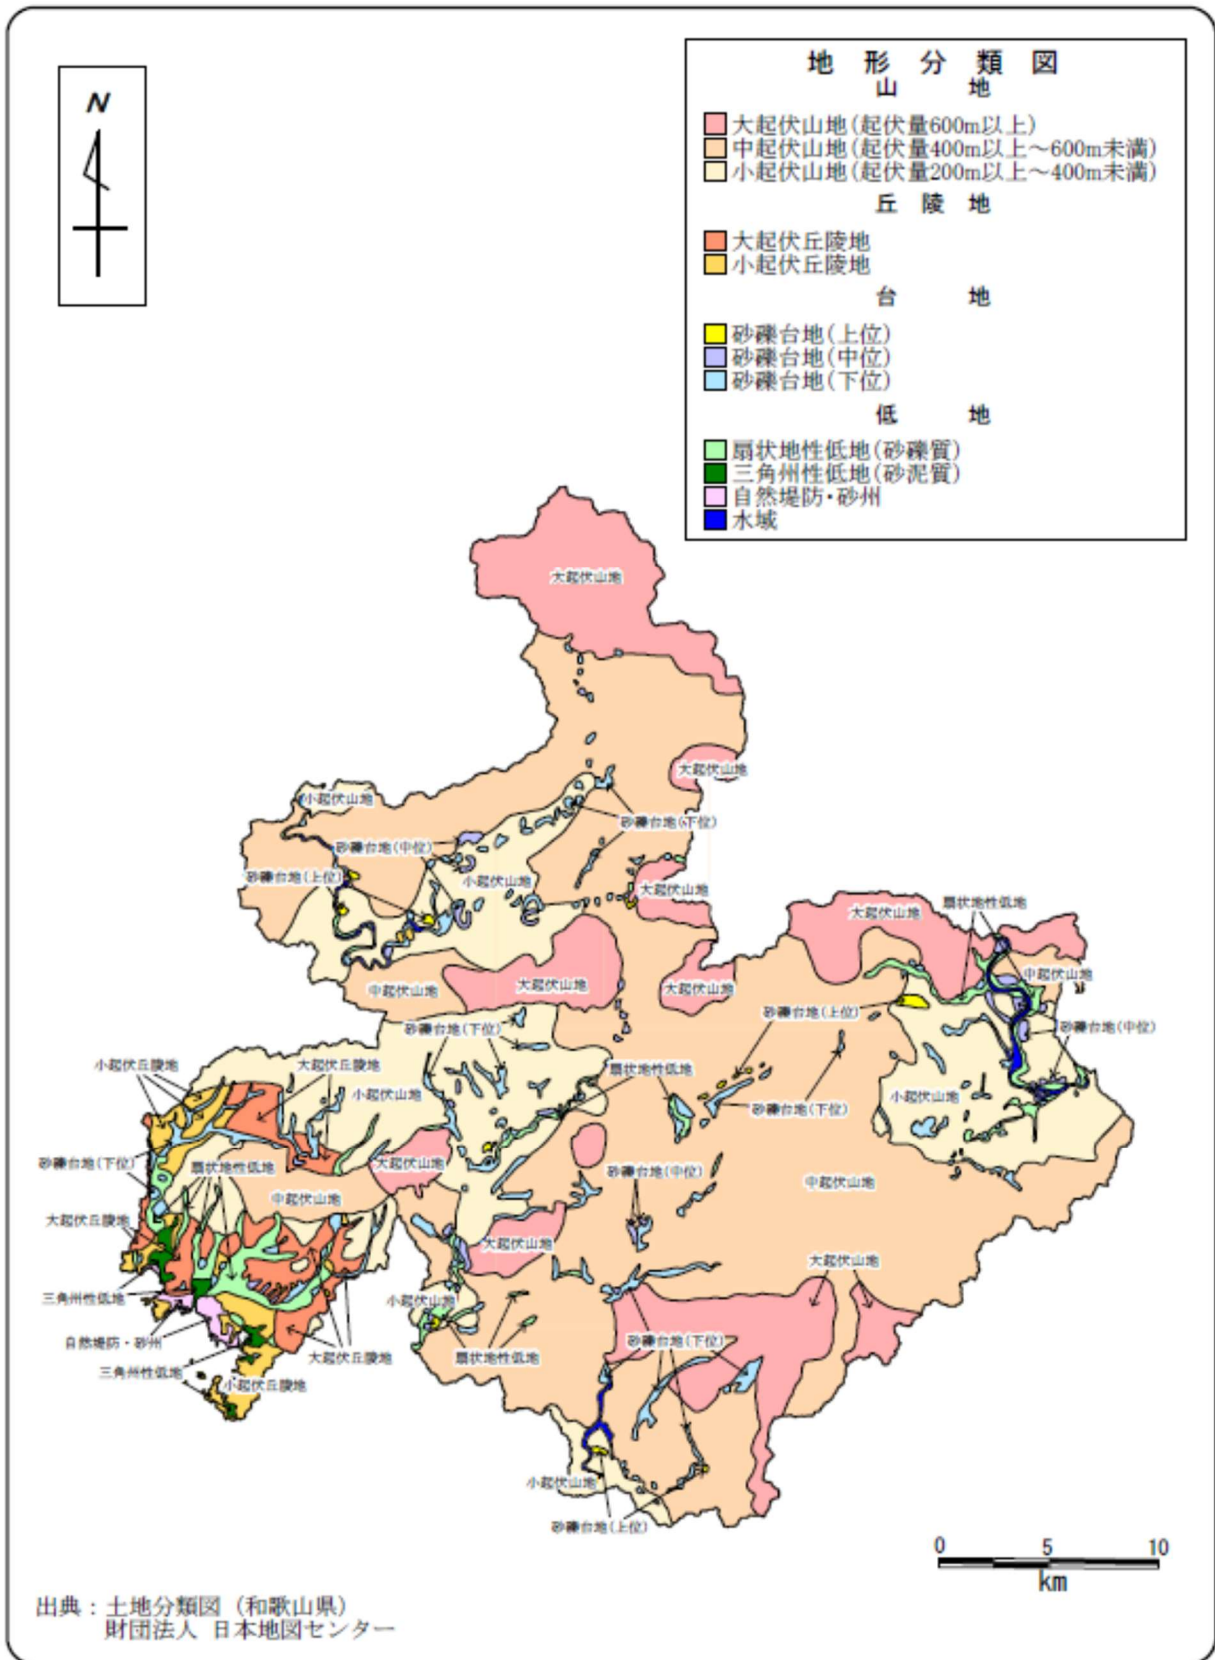 地形分類図
山地
大起伏山地(起伏量600m以上)
中起伏山地(起伏量400m以上～600m未満)
小起伏山地(起伏量200m以上～400m未満)
丘陵地
大起伏丘陵地
小起伏丘陵地
台地
砂礫台地(上位)
砂礫台地(中位)
砂礫台地(下位)
低地
扇状地性低地(砂礫質)
三角州性低地(砂泥質)
自然堤防・砂州
水域
N
大起伏山地
大起伏山地
小起伏山地
砂礫台地(下位)
砂礫台地(中位)
砂礫台地(上位)
小起伏山地
大起伏山地
大起伏山地
扇状地性低地
中起伏山地
大起伏山地
中起伏山地
大起伏山地
砂礫台地(上位)
砂礫台地(中位)
砂礫台地(下位)
小起伏丘陵地
大起伏丘陵地
小起伏山地
扇状地性低地
砂礫台地(下位)
小起伏山地
砂礫台地(下位)
扇状地性低地
大起伏山地
砂礫台地(中位)
中起伏山地
中起伏山地
大起伏丘陵地
大起伏山地
大起伏山地
三角州性低地
小起伏山地
自然堤防・砂州
砂礫台地(下位)
扇状地性低地
大起伏丘陵地
三角州性低地
小起伏丘陵地
小起伏山地
砂礫台地(上位)
0 5 10
km
出典：土地分類図（和歌山県）
財団法人 日本地図センター